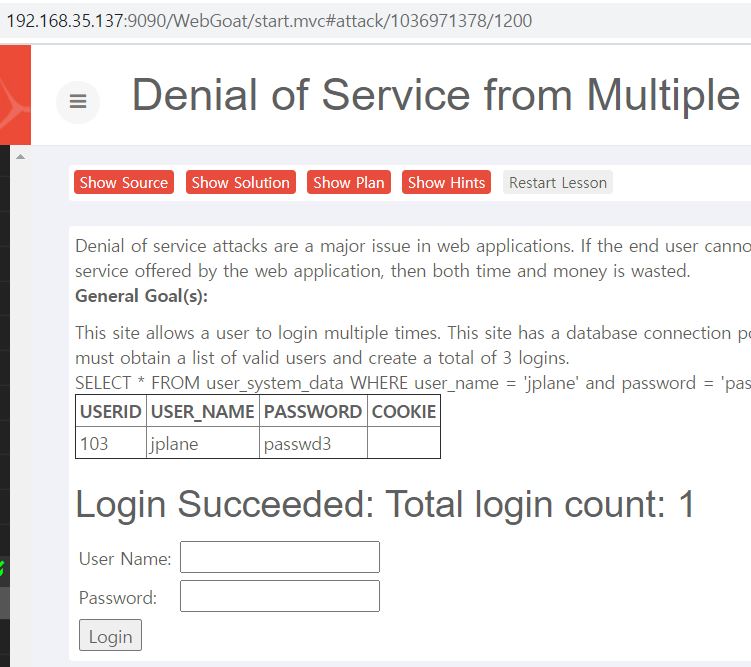 192.168.35.137:9090/WebGoat/start.mvc#attack/1036971378/1200
Denial of Service from Multiple
Show Source Show Solution Show Plan Show Hints Restart Lesson
Denial of service attacks are a major issue in web applications. If the end user canno
service offered by the web application, then both time and money is wasted.
General Goal(s):
This site allows a user to login multiple times. This site has a database connection po
must obtain a list of valid users and create a total of 3 logins.
SELECT * FROM user_system_data WHERE user_name = 'jplane' and password = 'pas
USERID USER_NAME PASSWORD COOKIE
103 jplane passwd3
Login Succeeded: Total login count: 1
User Name:
Password:
Login